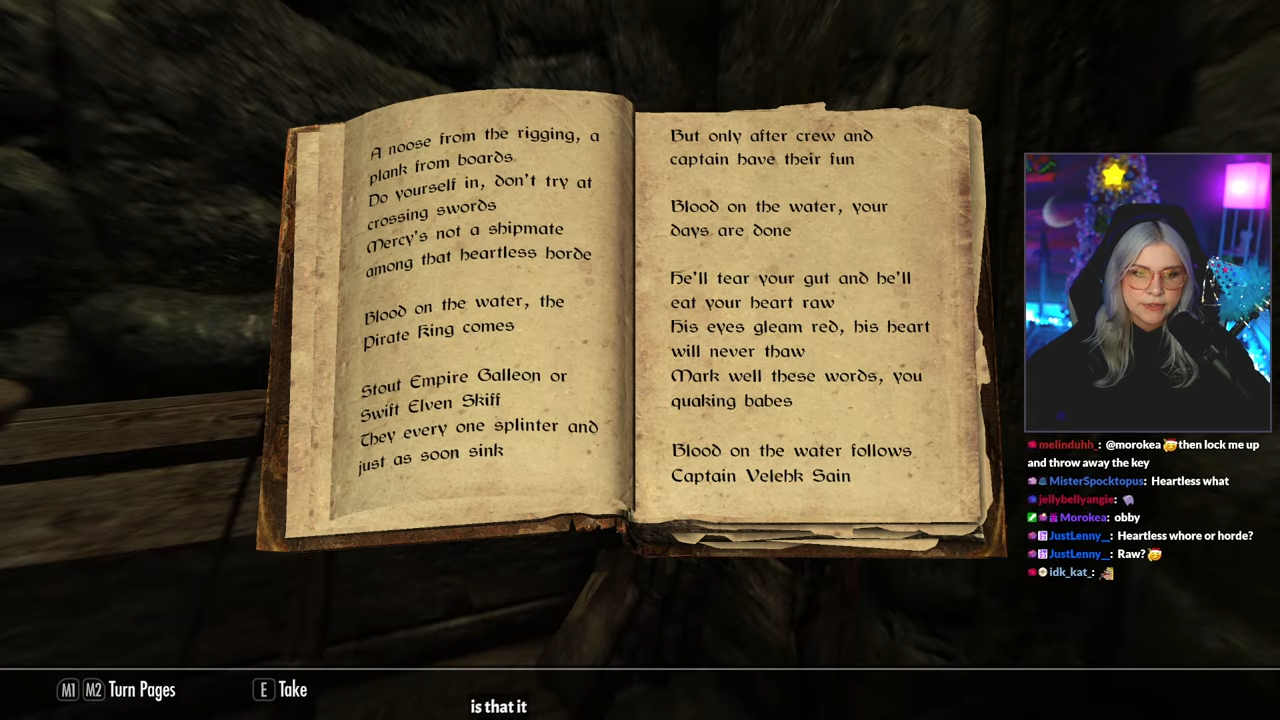 A noose from the rigging, a
plank from boards.
Do yourself in, don't try at
crossing swords
Mercy's not a shipmate
among that heartless horde
Blood on the water, the
Pirate King comes
Stout Empire Galleon or
Swift Elven Skiff
They every one splinter and
just as soon sink
But only after crew and
captain have their fun
Blood on the water, your
days are done
He'll tear your gut and he'll
eat your heart raw
His eyes gleam red, his heart
will never thaw
Mark well these words, you
quaking babes
Blood on the water follows
Captain Velehk Sain
melinduhh_: @morokea then lock me up
and throw away the key
MisterSpocktopus: Heartless what
jellybellyangie:
Morokea: obby
JustLenny__: Heartless whore or horde?
JustLenny__: Raw?
idk_kat_:
M1 M2 Turn Pages
E Take
is that it